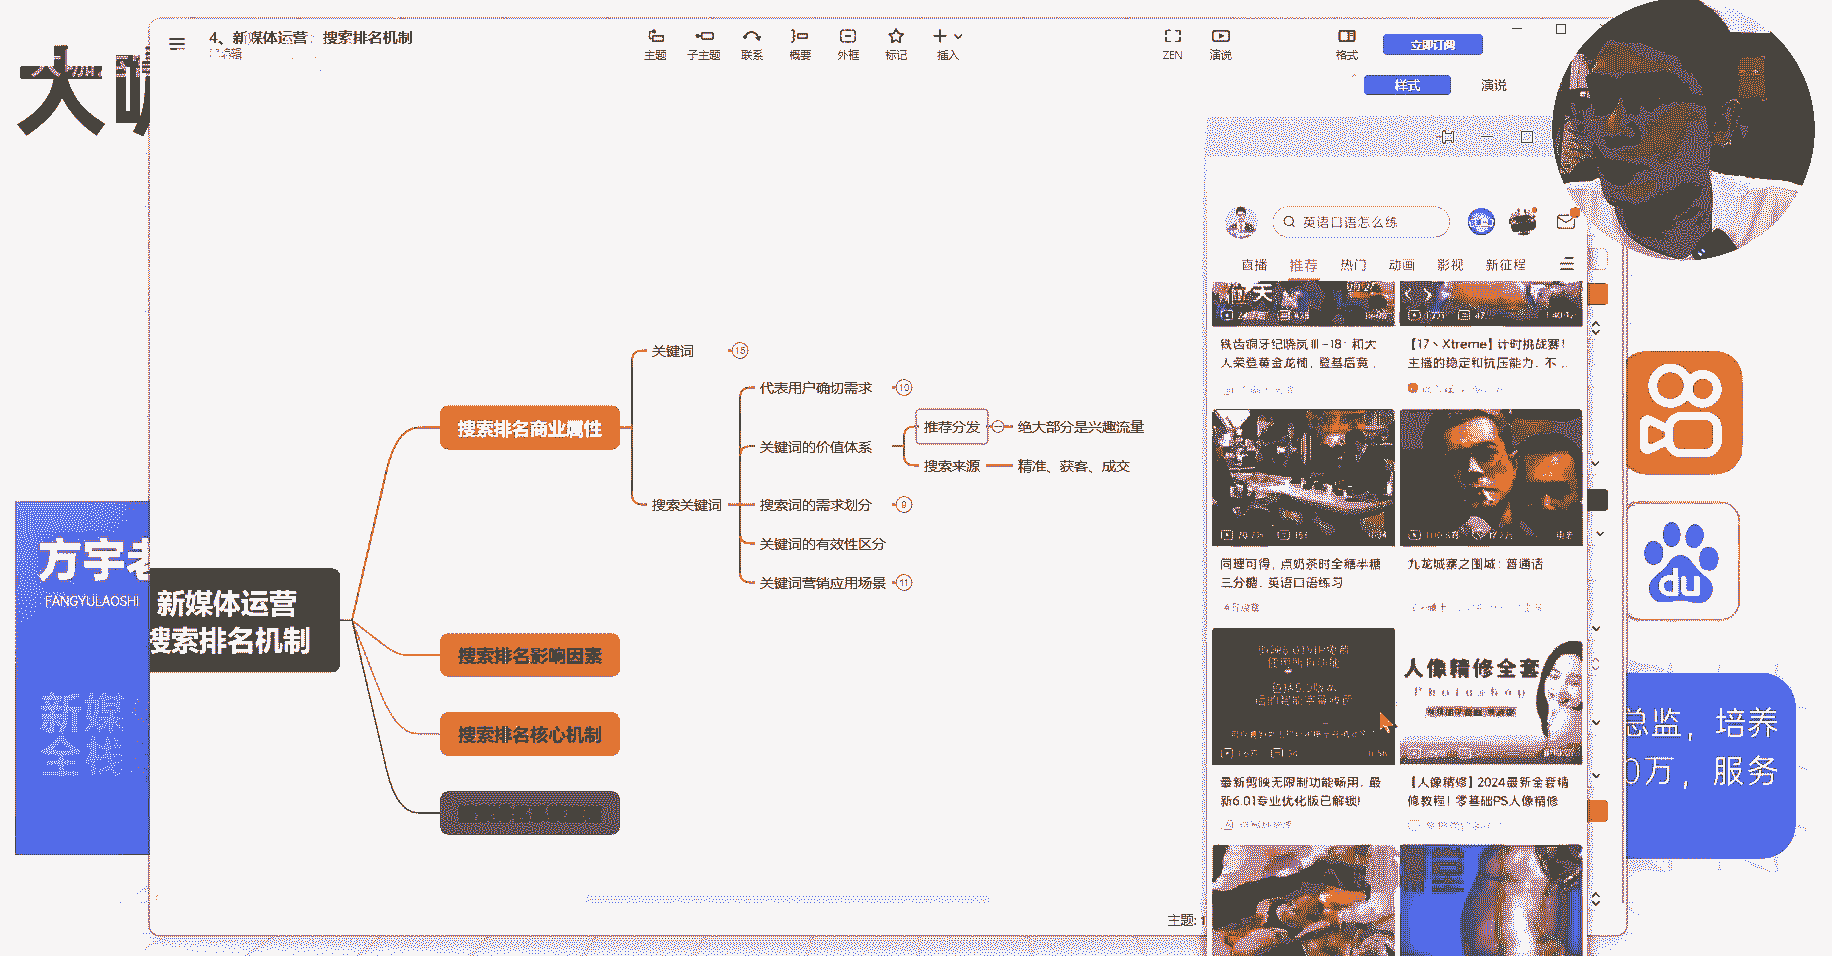 4、新媒体运营：搜索排名机制
已编辑
主题
子主题
联系
概要
外框
标记
插入
ZEN
演说
格式
立即订阅
样式
演说
大
方宇老
FANGYULAOSHI
新媒
全栈
新媒体运营
搜索排名机制
搜索排名商业属性
搜索排名影响因素
搜索排名核心机制
关键词
15
搜索关键词
代表用户确切需求
10
关键词的价值体系
推荐分发
绝大部分是兴趣流量
搜索来源
精准、获客、成交
搜索词的需求划分
9
关键词的有效性区分
关键词营销应用场景
11
主题:
英语口语怎么练
直播
推荐
热门
动画
影视
新征程
铁齿铜牙纪晓岚III-18：和大
人荣登黄金龙椅，登基后竟
【17、Xtreme】计时挑战赛！
主播的稳定和抗压能力，不...
同理可得，点奶茶时全糖半糖
三分糖，英语口语练习
九龙城寨之围城：普通话
人像精修全套
Photoshop
最新剪映无限制功能畅用，最
新6.01专业优化版已解锁！
【人像精修】2024最新全套精
修教程！零基础PS人像精修
du
总监，培养
0万，服务